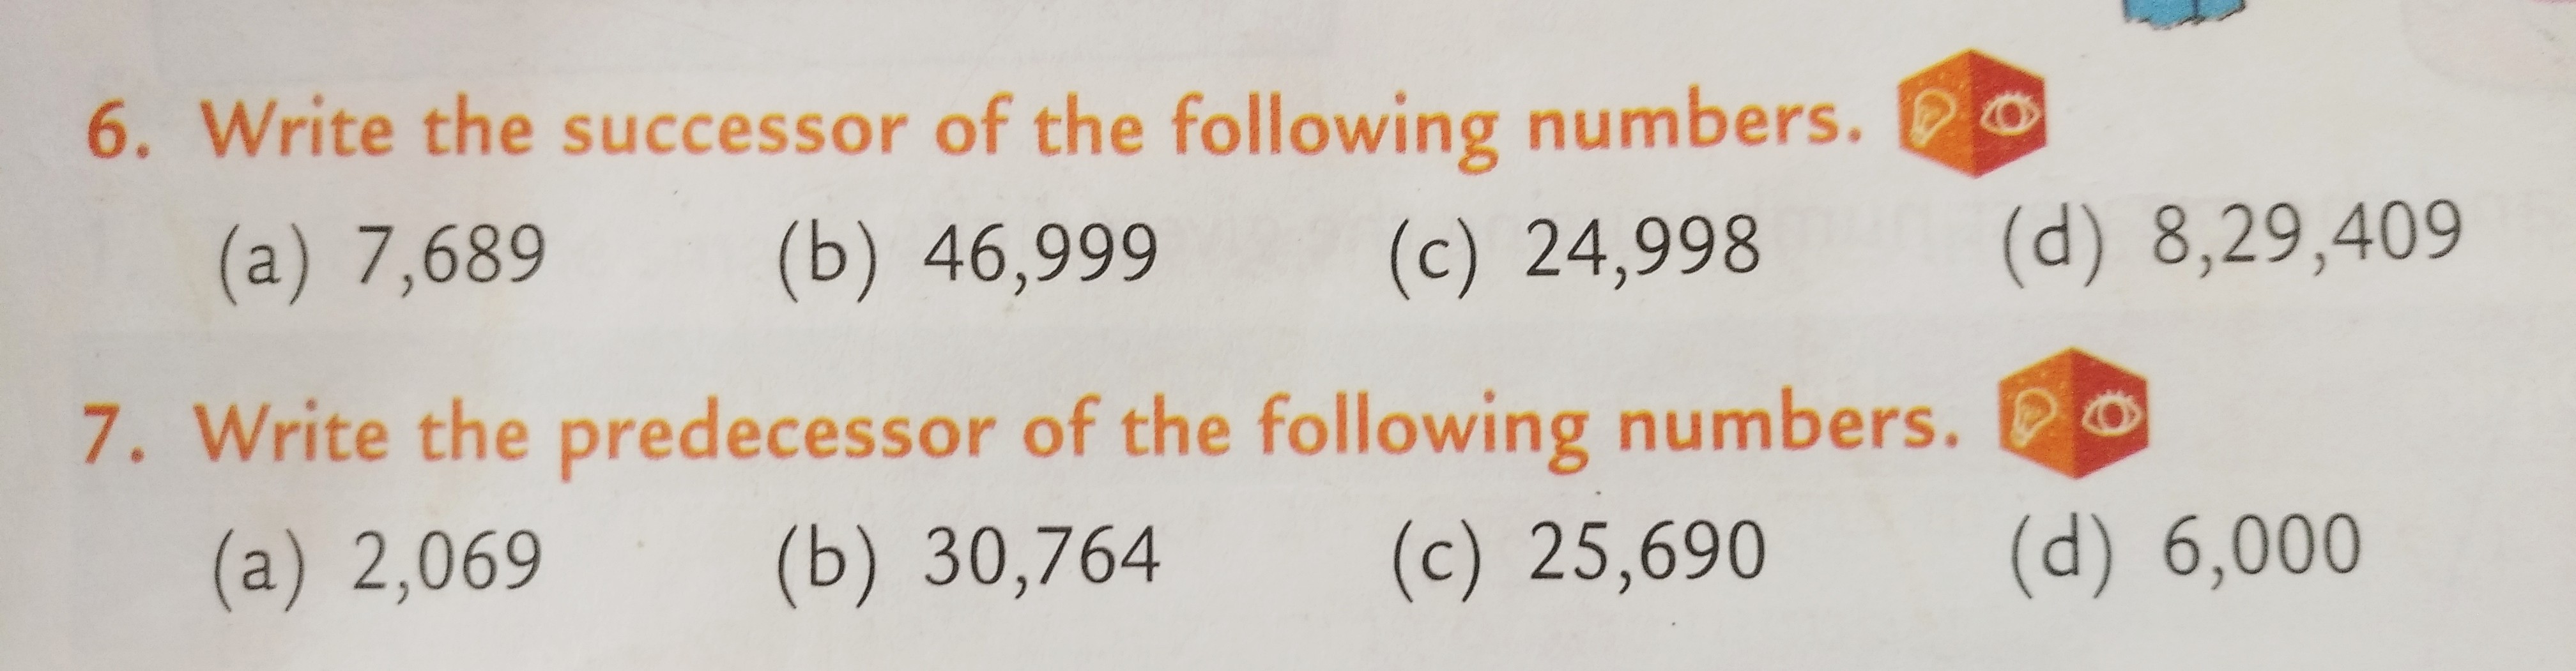 6. Write the successor of the following numbers.
(a) 7,689 (b) 46,999 (c) 24,998 (d) 8,29,409
7. Write the predecessor of the following numbers.
(a) 2,069 (b) 30,764 (c) 25,690 (d) 6,000